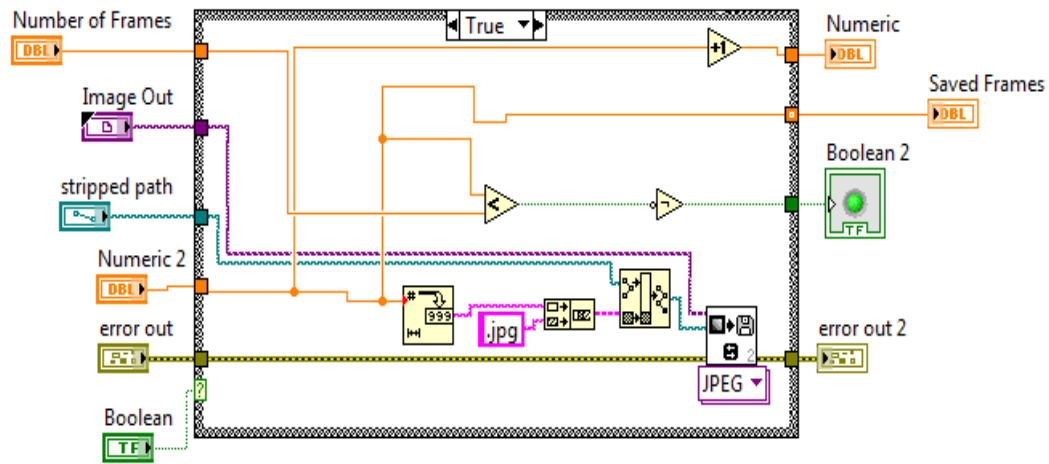 True
Number of Frames
DBL
+1
Numeric
DBL
Image Out
Saved Frames
DBL
Boolean 2
TF
stripped path
<
Numeric 2
DBL
#
999
.jpg
error out
2
error out 2
?
JPEG
Boolean
TF